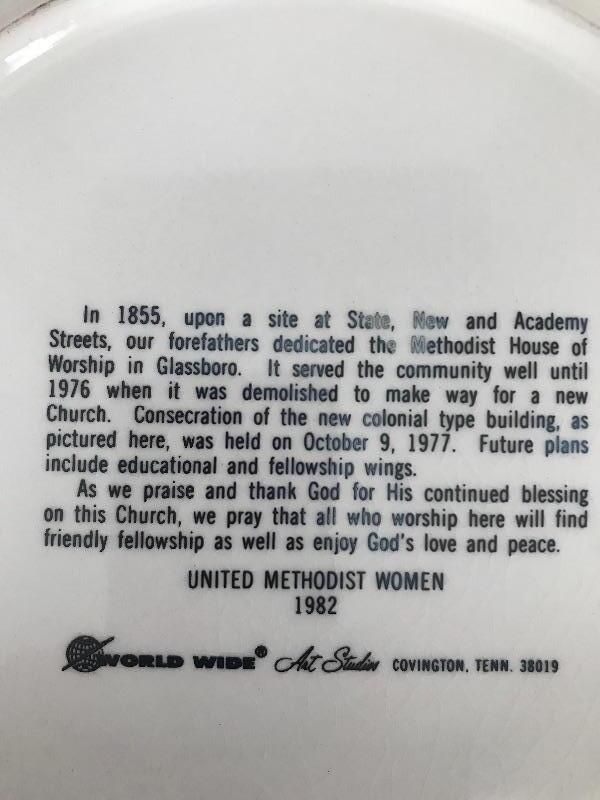 In 1855, upon a site at State, New and Academy
Streets, our forefathers dedicated the Methodist House of
Worship in Glassboro. It served the community well until
1976 when it was demolished to make way for a new
Church. Consecration of the new colonial type building, as
pictured here, was held on October 9, 1977. Future plans
include educational and fellowship wings.
As we praise and thank God for His continued blessing
on this Church, we pray that all who worship here will find
friendly fellowship as well as enjoy God's love and peace.
UNITED METHODIST WOMEN
1982
WORLD WIDE® Art Studios COVINGTON, TENN. 38019